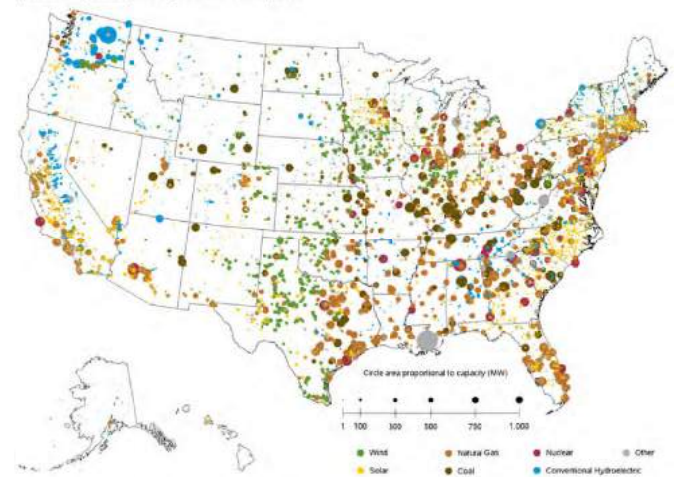 Circle area proportional to capacity (MW)
1 100 300 500 750 1,000
Wind Natural Gas Nuclear Other
Solar Coal Conventional Hydroelectric